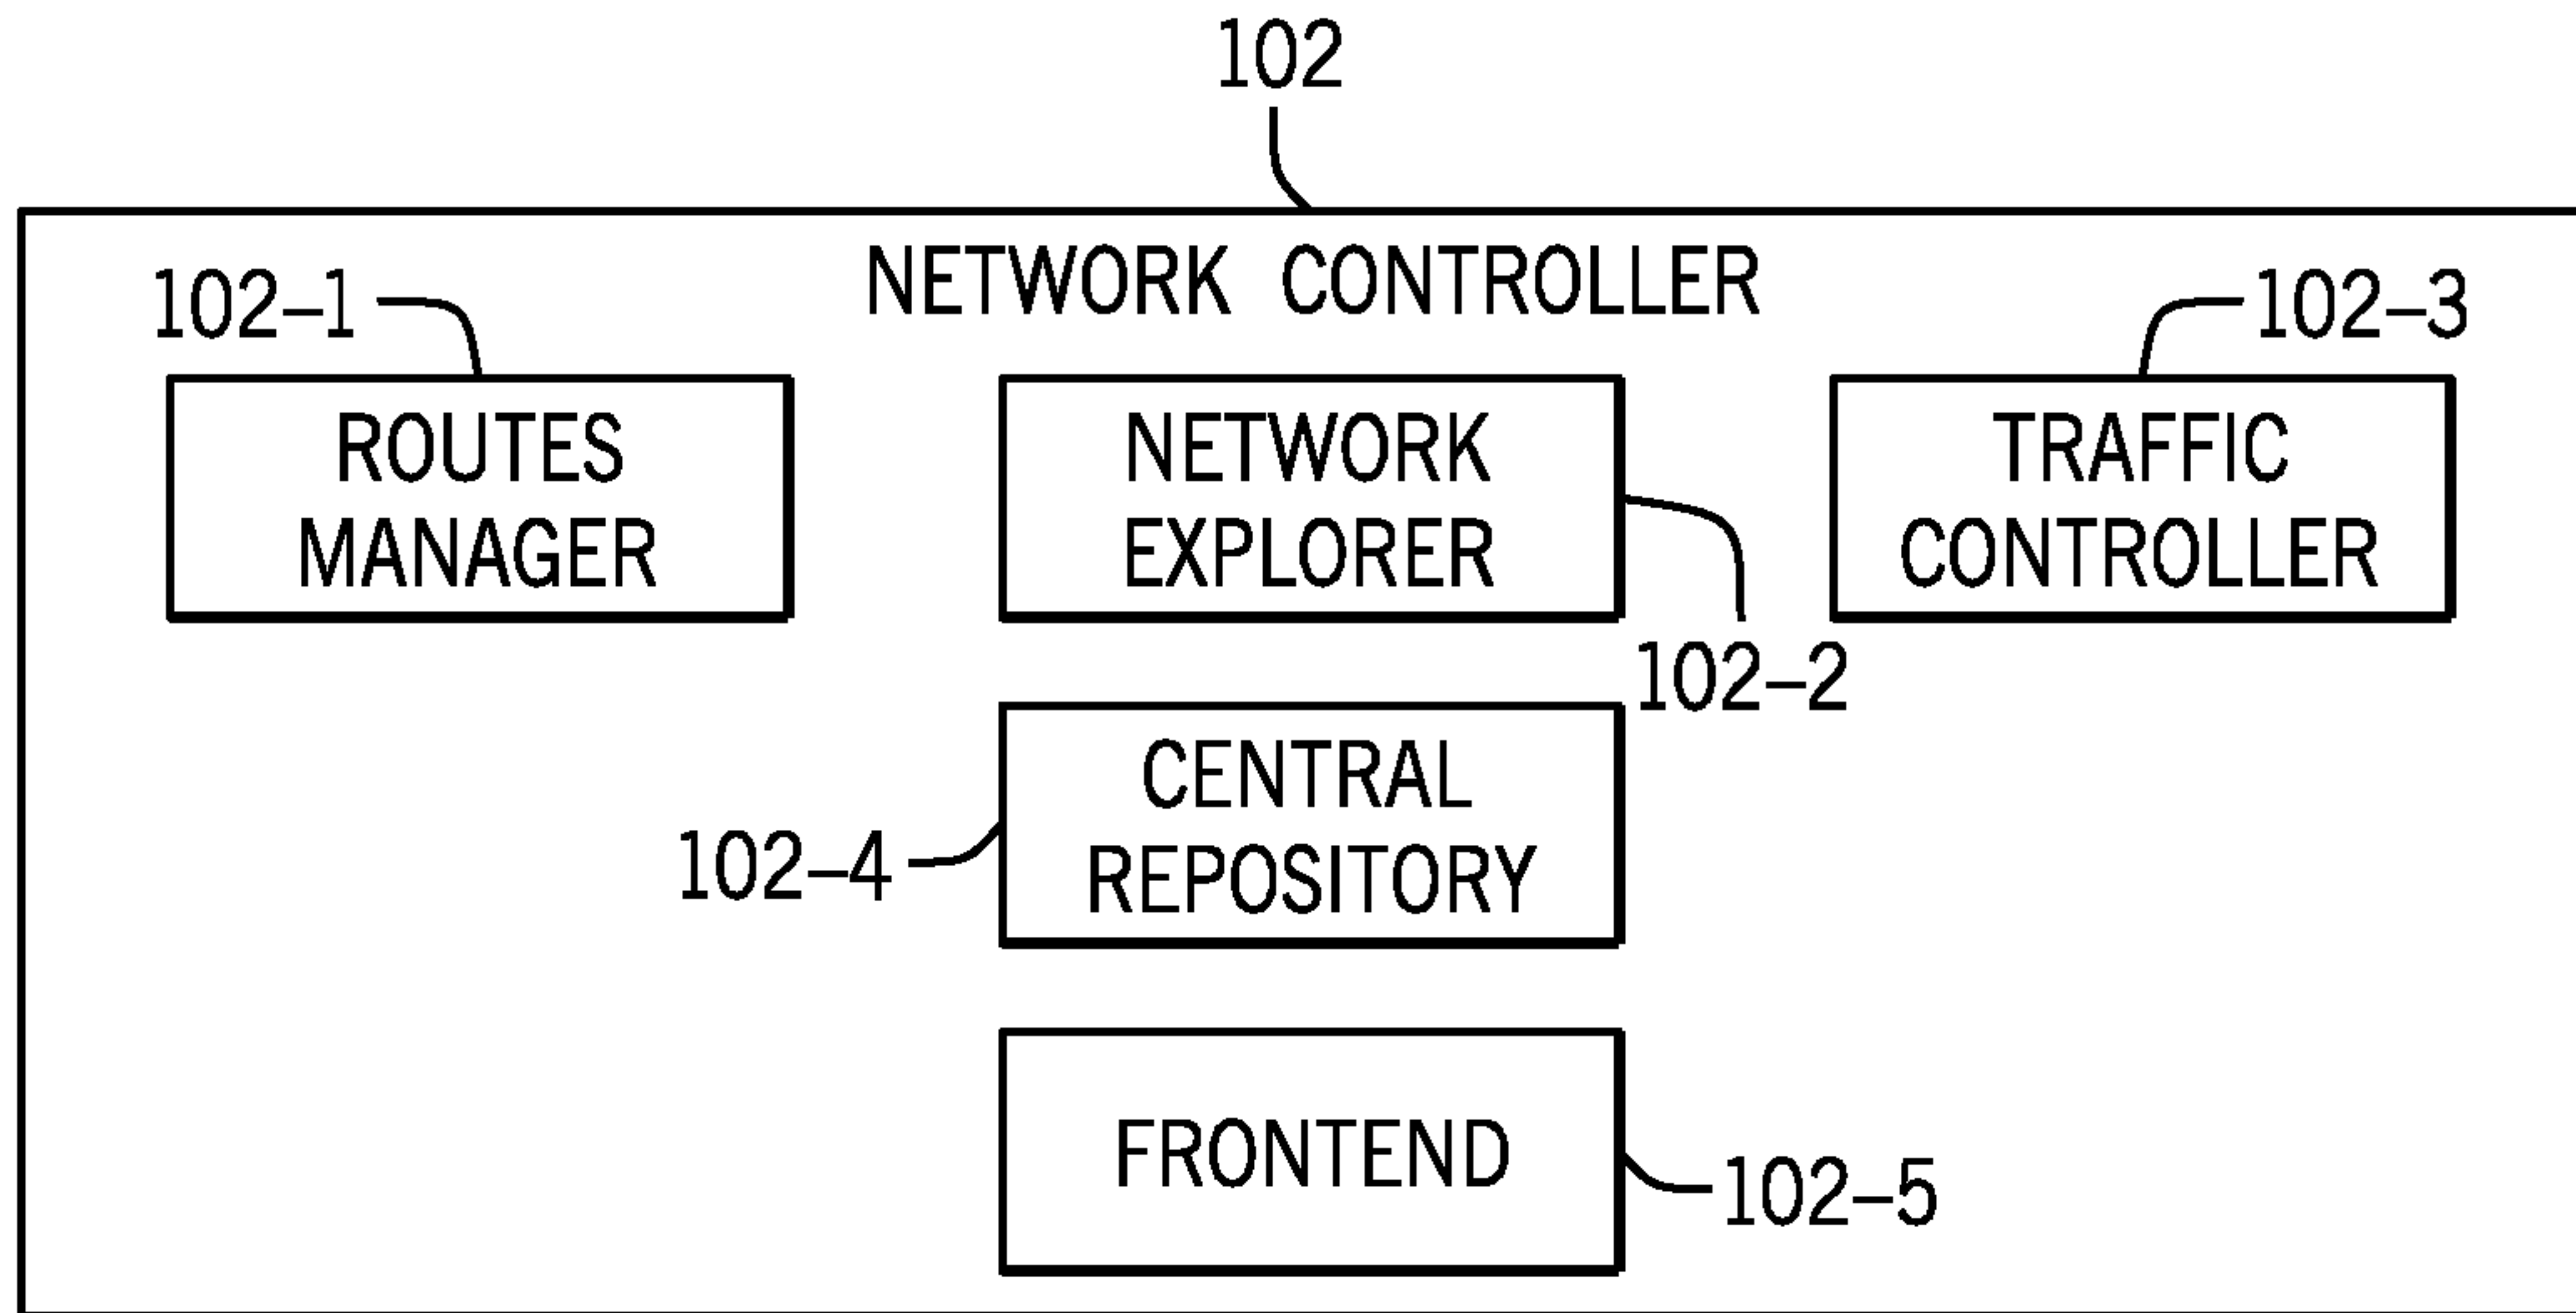 102
NETWORK CONTROLLER
102–1
102–3
ROUTES
MANAGER
NETWORK
EXPLORER
TRAFFIC
CONTROLLER
102–2
CENTRAL
REPOSITORY
102–4
FRONTEND
102–5